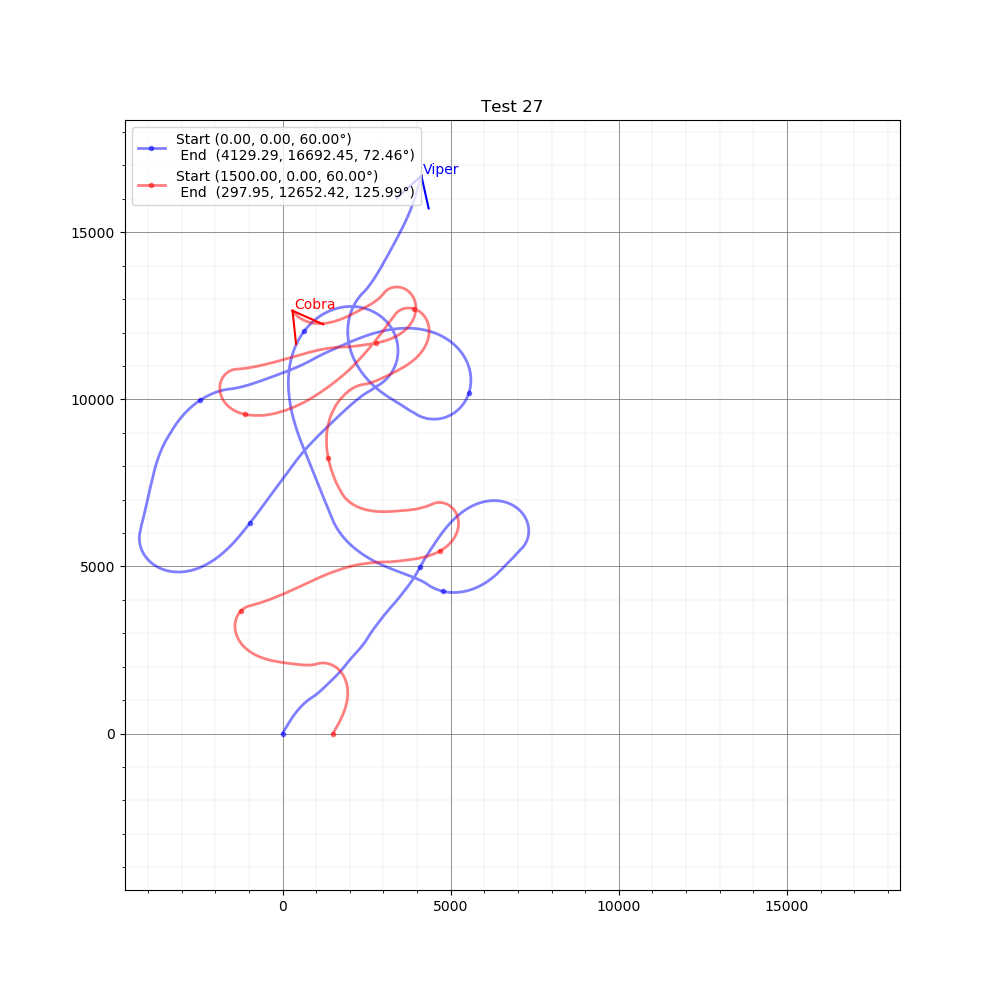 Test 27
Start (0.00, 0.00, 60.00°)
End (4129.29, 16692.45, 72.46°)
Start (1500.00, 0.00, 60.00°)
End (297.95, 12652.42, 125.99°)
Viper
Cobra
15000
10000
5000
0
0
5000
10000
15000